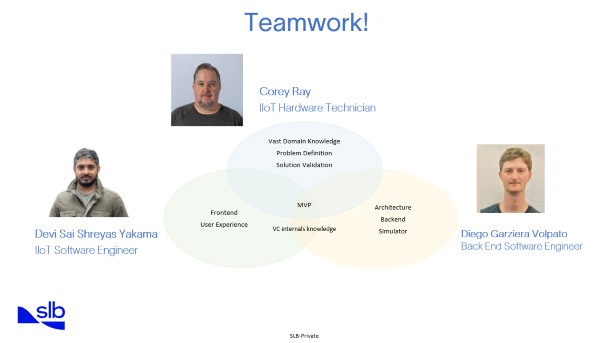 Teamwork!
Corey Ray
IIoT Hardware Technician
Vast Domain Knowledge
Problem Definition
Solution Validation
MVP
Frontend
User Experience
VC internals knowledge
Architecture
Backend
Simulator
Devi Sai Shreyas Yakama
IIoT Software Engineer
Diego Garziera Volpato
Back End Software Engineer
slb
SLB-Private